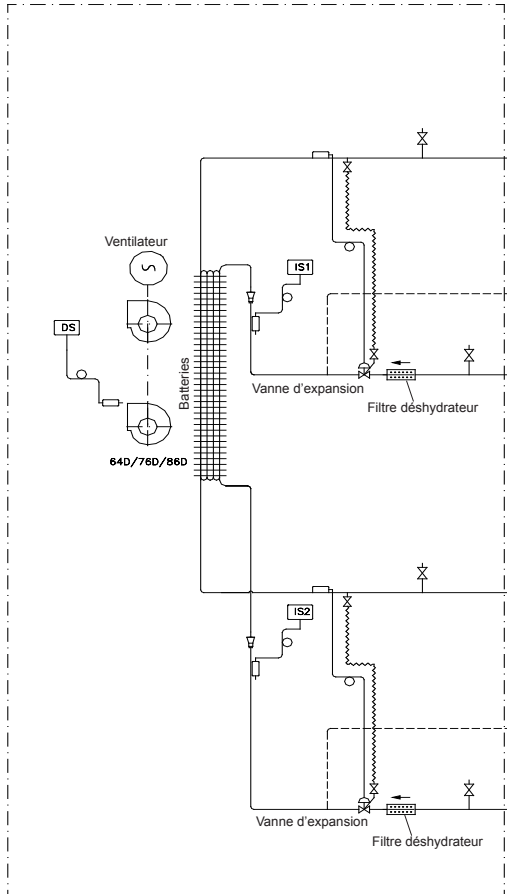 Ventilateur
IS1
DS
Batteries
Vanne d'expansion
Filtre déshydrateur
64D/76D/86D
IS2
Vanne d'expansion
Filtre déshydrateur